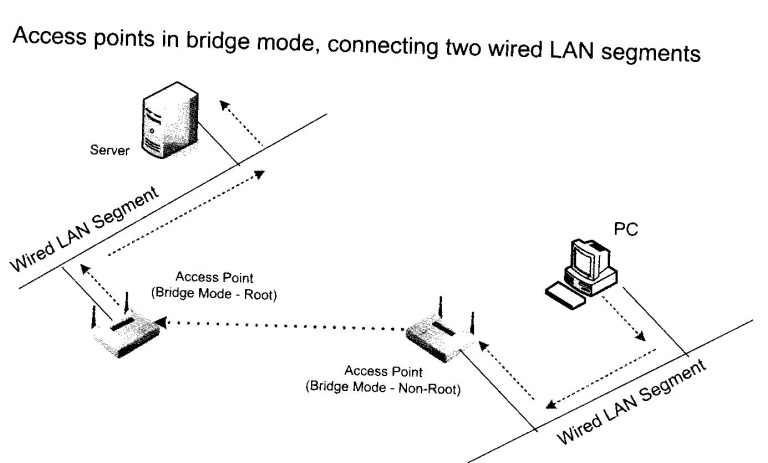 Access points in bridge mode, connecting two wired LAN segments
Server
Wired LAN Segment
PC
Access Point
(Bridge Mode - Root)
Access Point
(Bridge Mode - Non-Root)
Wired LAN Segment